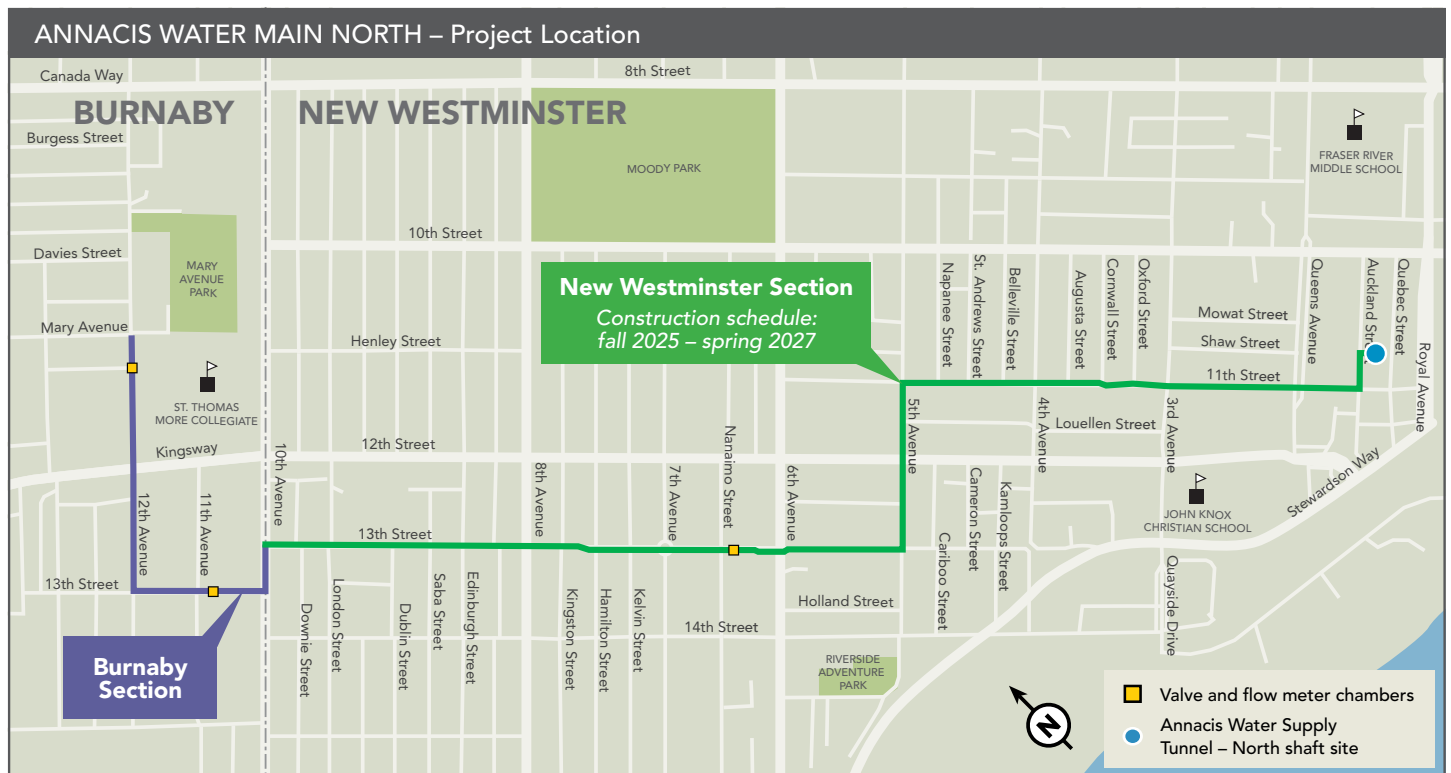 ANNACIS WATER MAIN NORTH – Project Location
Canada Way
8th Street
BURNABY
NEW WESTMINSTER
Burgess Street
MOODY PARK
FRASER RIVER
MIDDLE SCHOOL
10th Street
Davies Street
MARY
AVENUE
PARK
New Westminster Section
Construction schedule:
fall 2025 – spring 2027
Napanee Street
St. Andrews Street
Belleville Street
Augusta Street
Cornwall Street
Oxford Street
Queens Avenue
Auckland Street
Quebec Street
Mary Avenue
Henley Street
Mowat Street
Shaw Street
11th Street
Royal Avenue
ST. THOMAS
MORE COLLEGIATE
Kingsway
12th Street
5th Avenue
4th Avenue
Louellen Street
3rd Avenue
10th Avenue
8th Avenue
7th Avenue
Nanaimo Street
6th Avenue
Stewardson Way
12th Avenue
11th Avenue
13th Street
Cariboo Street
Cameron Street
Kamloops Street
JOHN KNOX
CHRISTIAN SCHOOL
13th Street
Downie Street
London Street
Dublin Street
Saba Street
Edinburgh Street
Kingston Street
Hamilton Street
Kelvin Street
14th Street
Holland Street
Quayside Drive
Burnaby
Section
RIVERSIDE
ADVENTURE
PARK
N
Valve and flow meter chambers
Annacis Water Supply
Tunnel – North shaft site